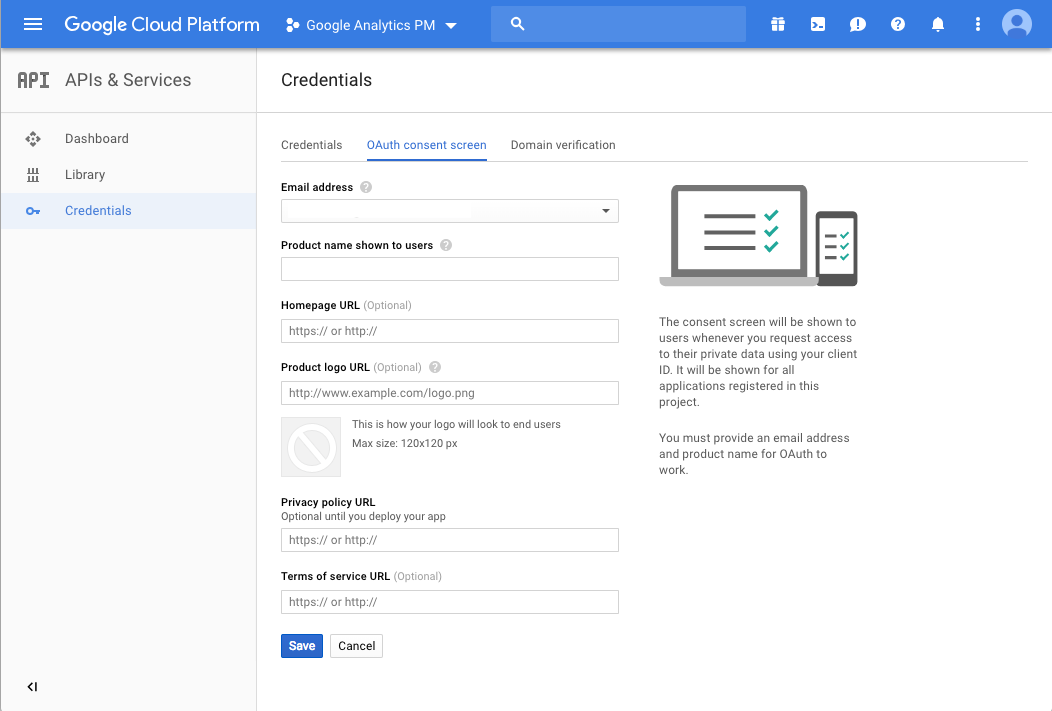 Google Cloud Platform
Google Analytics PM
API APIs & Services
Credentials
Dashboard
Library
Credentials
Credentials
OAuth consent screen
Domain verification
Email address
Product name shown to users
Homepage URL (Optional)
https:// or http://
Product logo URL (Optional)
http://www.example.com/logo.png
This is how your logo will look to end users
Max size: 120x120 px
Privacy policy URL
Optional until you deploy your app
https:// or http://
Terms of service URL (Optional)
https:// or http://
Save
Cancel
The consent screen will be shown to
users whenever you request access
to their private data using your client
ID. It will be shown for all
applications registered in this
project.
You must provide an email address
and product name for OAuth to
work.